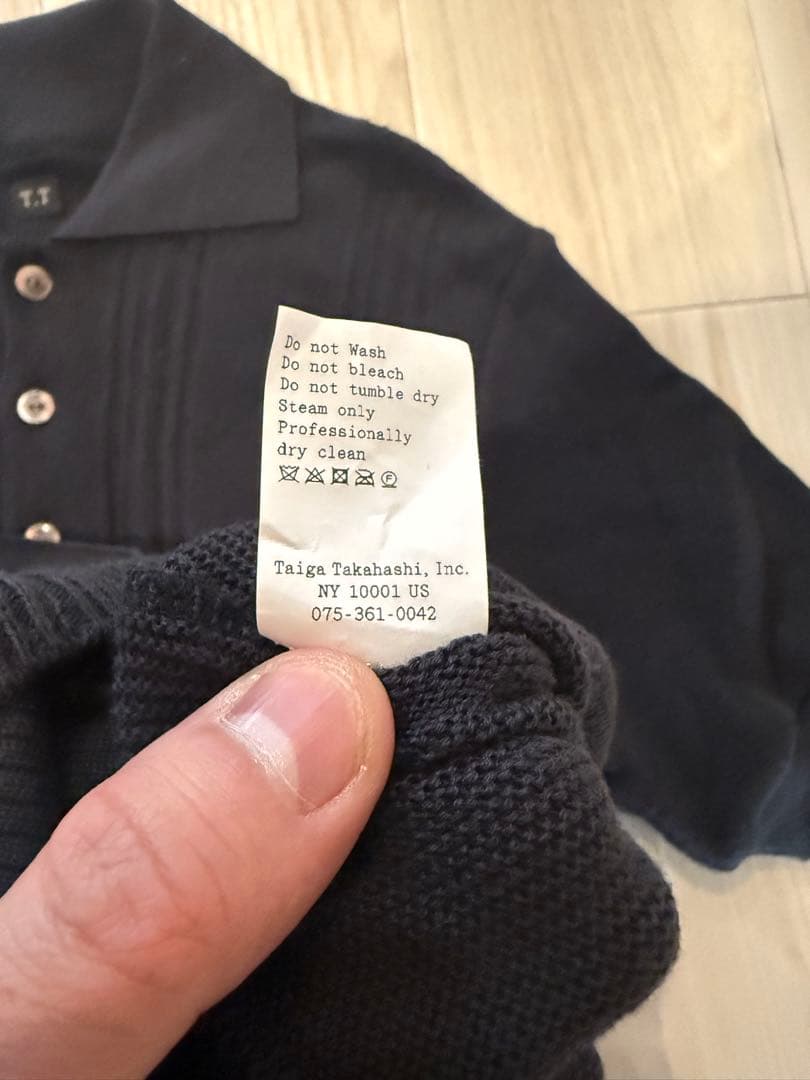 T.T
Do not Wash
Do not bleach
Do not tumble dry
Steam only
Professionally
dry clean
F
Taiga Takahashi, Inc.
NY 10001 US
075-361-0042